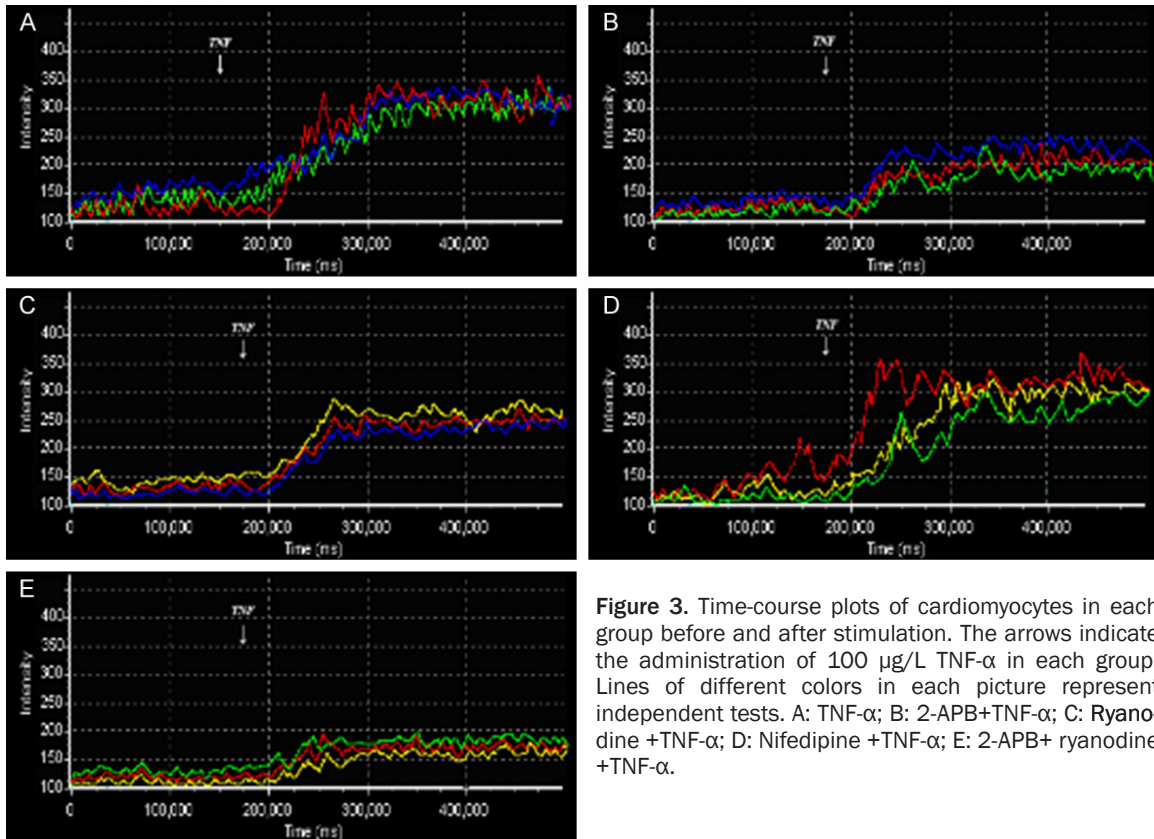 A
TNF
400
350
300
250
200
150
100
Intensity
0
100,000
200,000
300,000
400,000
Time (ms)
B
TNF
400
350
300
250
200
150
100
Intensity
0
100,000
200,000
300,000
400,000
Time (ms)
C
TNF
400
350
300
250
200
150
100
Intensity
0
100,000
200,000
300,000
400,000
Time (ms)
D
TNF
400
350
300
250
200
150
100
Intensity
0
100,000
200,000
300,000
400,000
Time (ms)
E
TNF
400
350
300
250
200
150
100
Intensity
0
100,000
200,000
300,000
400,000
Time (ms)
Figure 3. Time-course plots of cardiomyocytes in each
group before and after stimulation. The arrows indicate
the administration of 100 µg/L TNF-α in each group
Lines of different colors in each picture represent
independent tests. A: TNF-α; B: 2-APB+TNF-α; C: Ryano-
dine +TNF-α; D: Nifedipine +TNF-α; E: 2-APB+ ryanodine
+TNF-α.